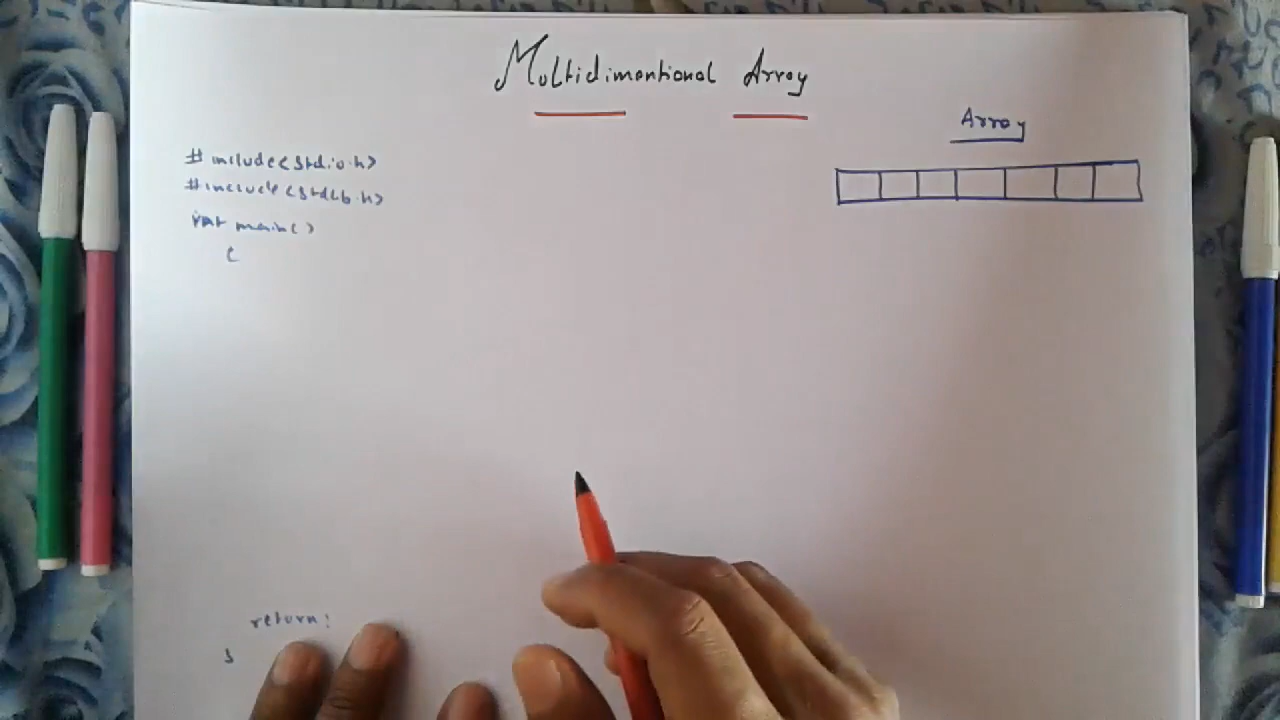 Multidimentional Array
Array
#include<stdio.h>
#include<stdlib.h>
int main()
{
return;
}